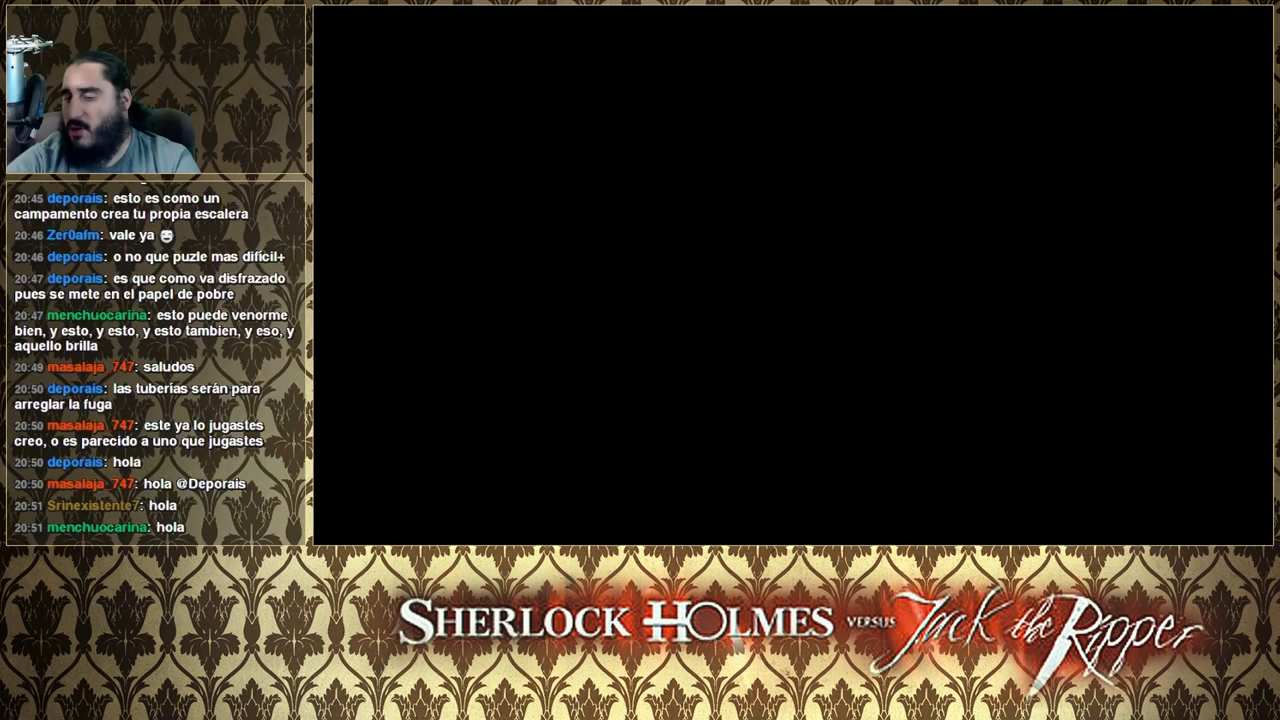 20:45 deporais: esto es como un
campamento crea tu propia escalera
20:46 Zer0afm: vale ya
20:46 deporais: o no que puzle mas difícil+
20:47 deporais: es que como va disfrazado
pues se mete en el papel de pobre
20:47 menchuocarina: esto puede venorme
bien, y esto, y esto, y esto tambien, y eso, y
aquello brilla
20:49 masalaja_747: saludos
20:50 deporais: las tuberías serán para
arreglar la fuga
20:50 masalaja_747: este ya lo jugastes
creo, o es parecido a uno que jugastes
20:50 deporais: hola
20:50 masalaja_747: hola @Deporais
20:51 Srinexistente7: hola
20:51 menchuocarina: hola
SHERLOCK HOLMES VERSUS Jack the Ripper